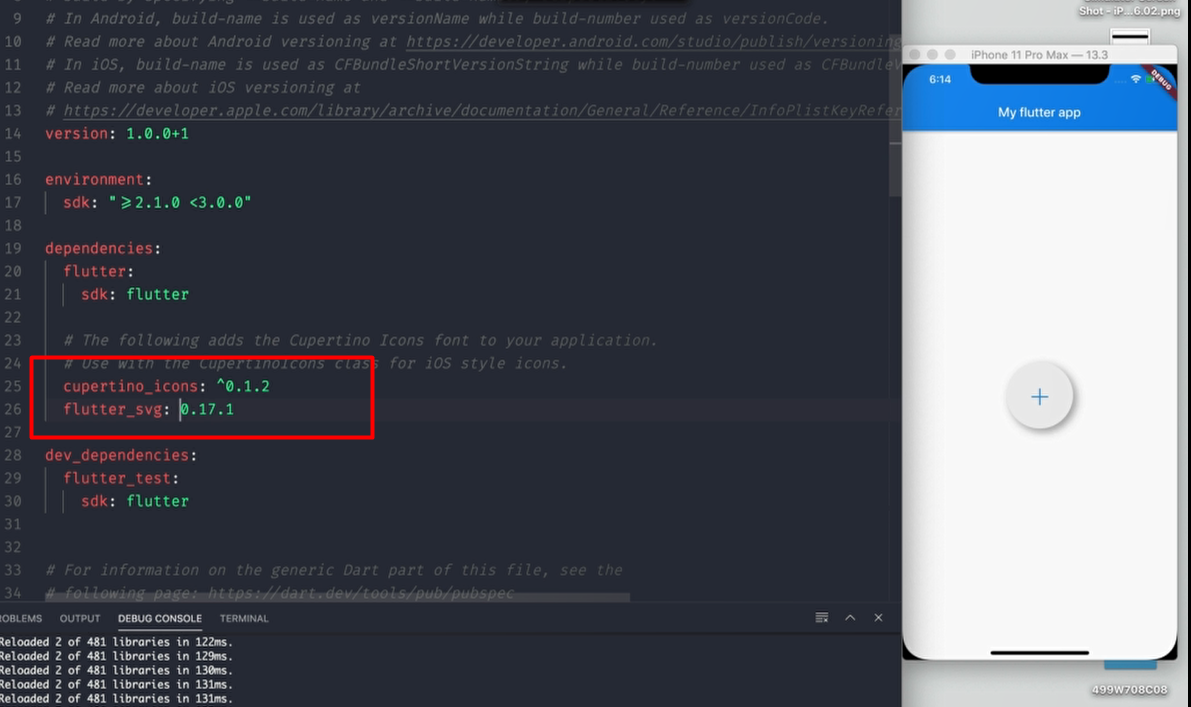 9 # In Android, build-name is used as versionName while build-number used as versionCode.
10 # Read more about Android versioning at https://developer.android.com/studio/publish/versioning
11 # In iOS, build-name is used as CFBundleShortVersionString while build-number used as CFBundleV
12 # Read more about iOS versioning at
13 # https://developer.apple.com/library/archive/documentation/General/Reference/InfoPlistKeyRefer
14 version: 1.0.0+1
15
16 environment:
17 sdk: ">=2.1.0 <3.0.0"
18
19 dependencies:
20 flutter:
21 sdk: flutter
22
23 # The following adds the Cupertino Icons font to your application.
24 # Use with the CupertinoIcons class for iOS style icons.
25 cupertino_icons: ^0.1.2
26 flutter_svg: 0.17.1
27
28 dev_dependencies:
29 flutter_test:
30 sdk: flutter
31
32
33 # For information on the generic Dart part of this file, see the
34 # following page: https://dart.dev/tools/pub/pubspec
ROBLEMS OUTPUT DEBUG CONSOLE TERMINAL
Reloaded 2 of 481 libraries in 122ms.
Reloaded 2 of 481 libraries in 129ms.
Reloaded 2 of 481 libraries in 130ms.
Reloaded 2 of 481 libraries in 131ms.
Reloaded 2 of 481 libraries in 131ms.
Shot - iP...6.02.png
iPhone 11 Pro Max — 13.3
6:14
DEBUG
My flutter app
499W708C08